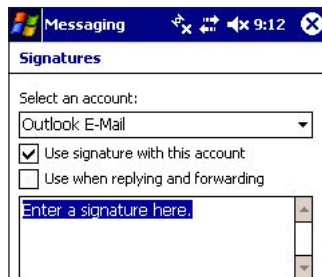 Messaging 9:12
Signatures
Select an account:
Outlook E-Mail
Use signature with this account
Use when replying and forwarding
Enter a signature here.